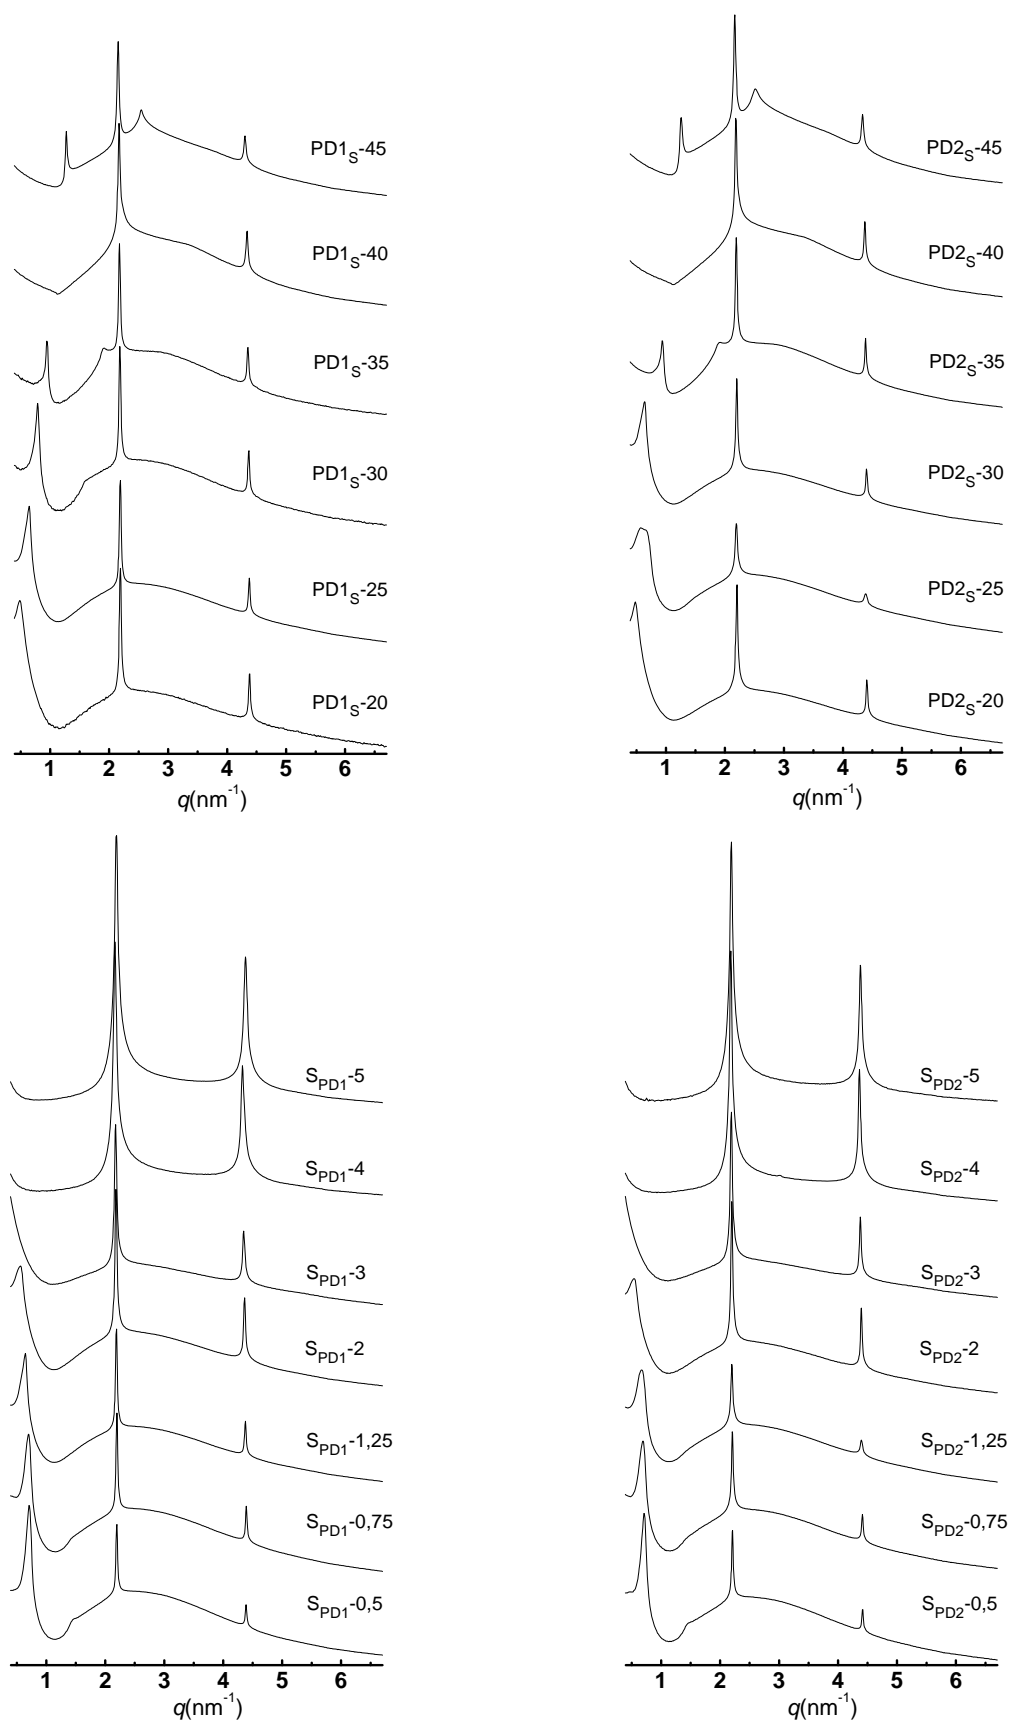 PD1S-45
PD1S-40
PD1S-35
PD1S-30
PD1S-25
PD1S-20
1 2 3 4 5 6
q(nm-1)
PD2S-45
PD2S-40
PD2S-35
PD2S-30
PD2S-25
PD2S-20
1 2 3 4 5 6
q(nm-1)
SPD1-5
SPD1-4
SPD1-3
SPD1-2
SPD1-1,25
SPD1-0,75
SPD1-0,5
1 2 3 4 5 6
q(nm-1)
SPD2-5
SPD2-4
SPD2-3
SPD2-2
SPD2-1,25
SPD2-0,75
SPD2-0,5
1 2 3 4 5 6
q(nm-1)